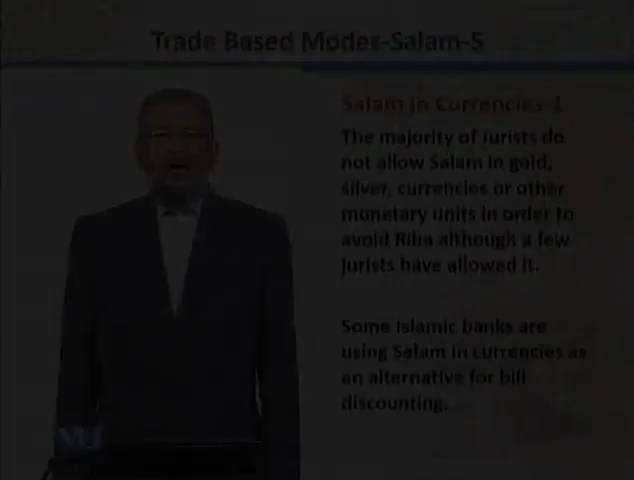 Trade Based Modes-Salam-5
Salam in Currencies-1
The majority of Jurists do
not allow Salam in gold,
silver, currencies or other
monetary units in order to
avoid Riba although a few
Jurists have allowed it.
Some Islamic banks are
using Salam in currencies as
an alternative for bill
discounting.
VU